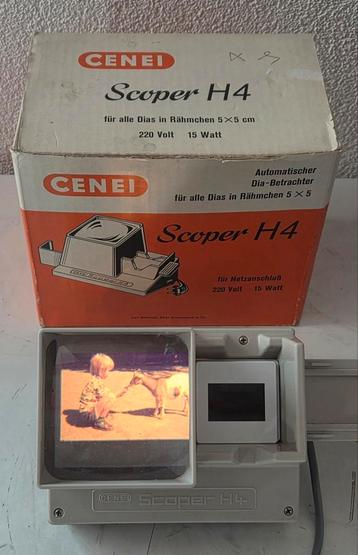 CENEI
Scoper H4
für alle Dias in Rähmchen 5×5 cm
220 Volt 15 Watt
CENEI
Automatischer
Dia-Betrachter
für alle Dias in Rähmchen 5×5
Scoper H4
für Netzanschluß
220 Volt 15 Watt
CENEI Scoper H4